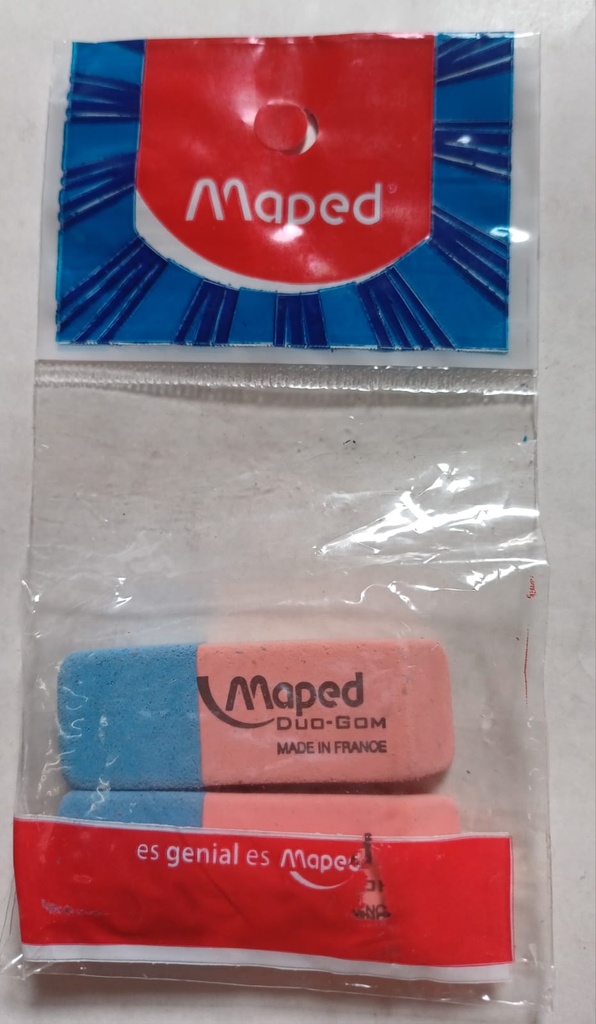 Maped
Maped
DUO-GOM
MADE IN FRANCE
es genial es Maped